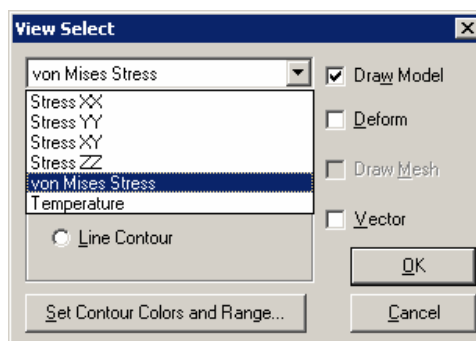 View Select
von Mises Stress
Draw Model
Stress XX
Stress YY
Stress XY
Stress ZZ
von Mises Stress
Temperature
Deform
Draw Mesh
Line Contour
Vector
OK
Set Contour Colors and Range...
Cancel